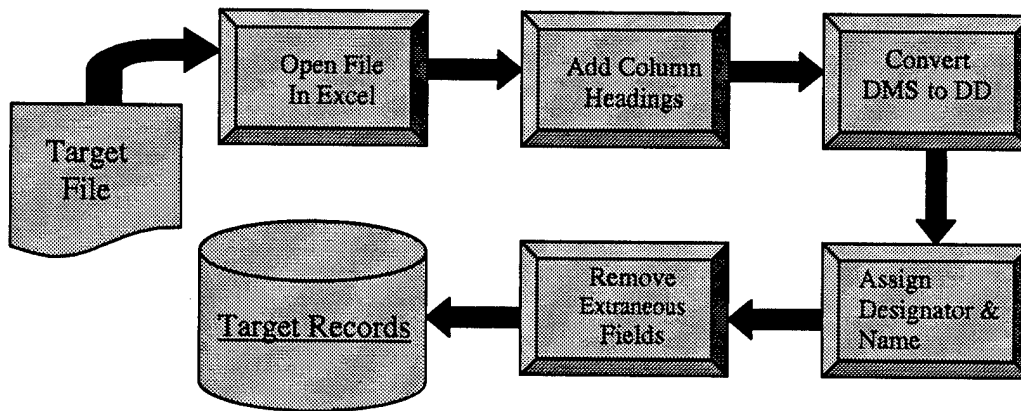 Target
File
Open File
In Excel
Add Column
Headings
Convert
DMS to DD
Assign
Designator &
Name
Remove
Extraneous
Fields
Target Records